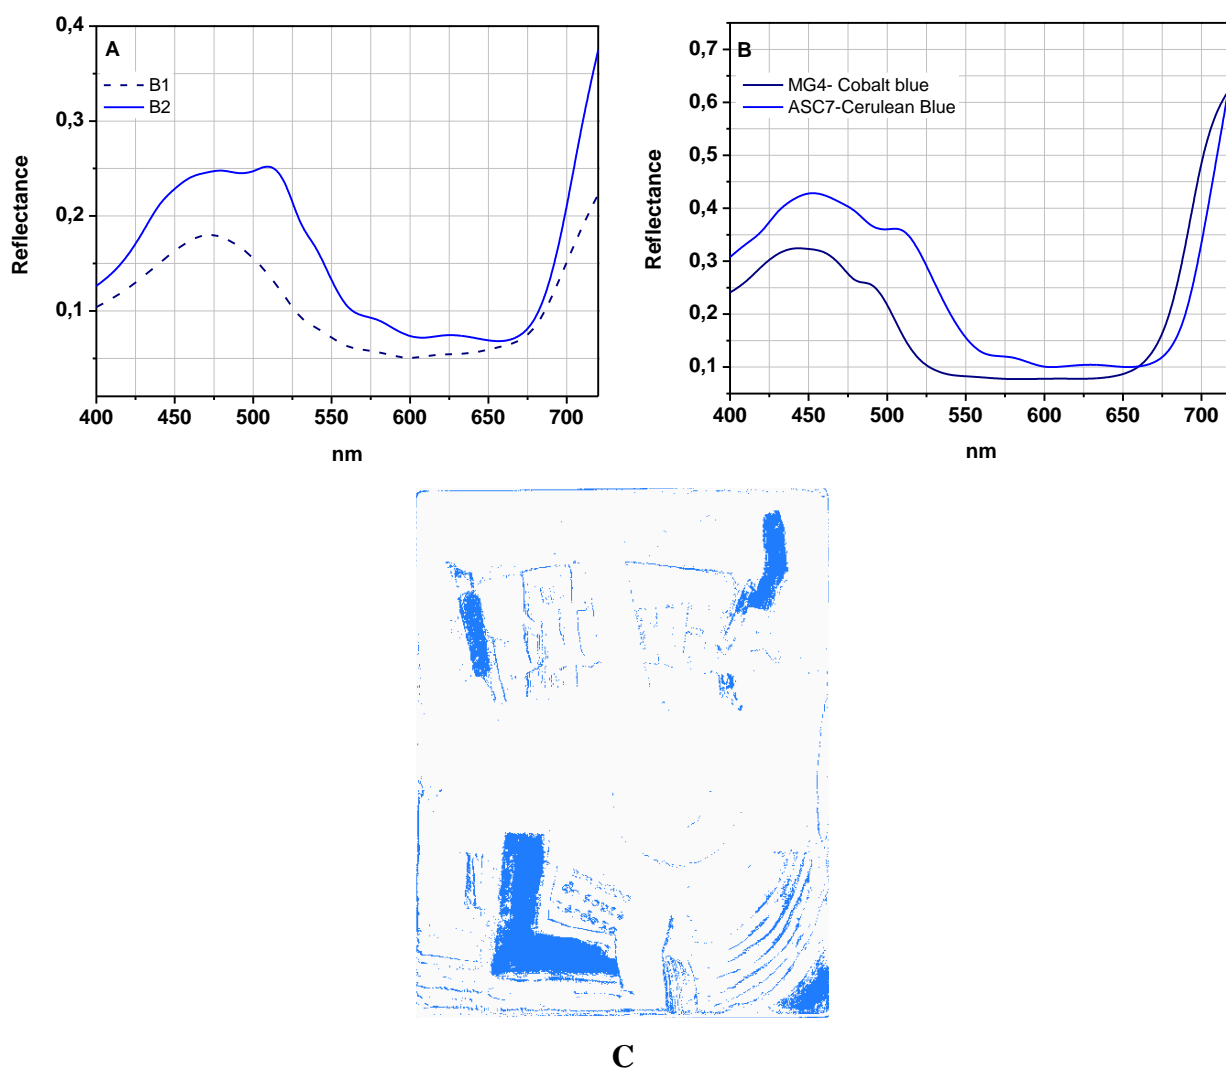 A
B1
B2
0,4
0,3
0,2
0,1
Reflectance
400 450 500 550 600 650 700
nm
B
MG4- Cobalt blue
ASC7-Cerulean Blue
0,7
0,6
0,5
0,4
0,3
0,2
0,1
Reflectance
400 450 500 550 600 650 700
nm
C